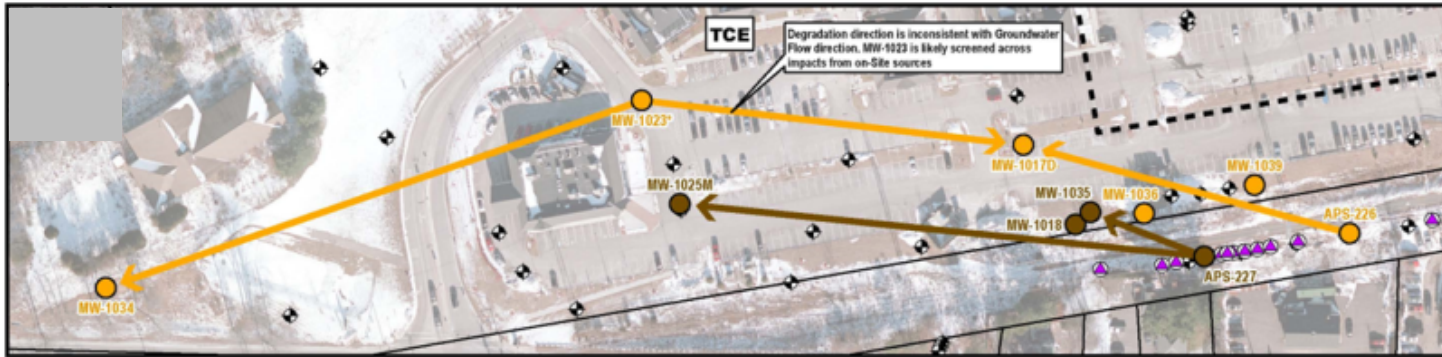 TCE
Degradation direction is inconsistent with Groundwater
Flow direction. MW-1023 is likely screened across
impacts from on-Site sources
MW-1023*
MW-1017D
MW-1039
MW-1025M
MW-1035
MW-1036
MW-1018
APS-226
APS-227
MW-1034